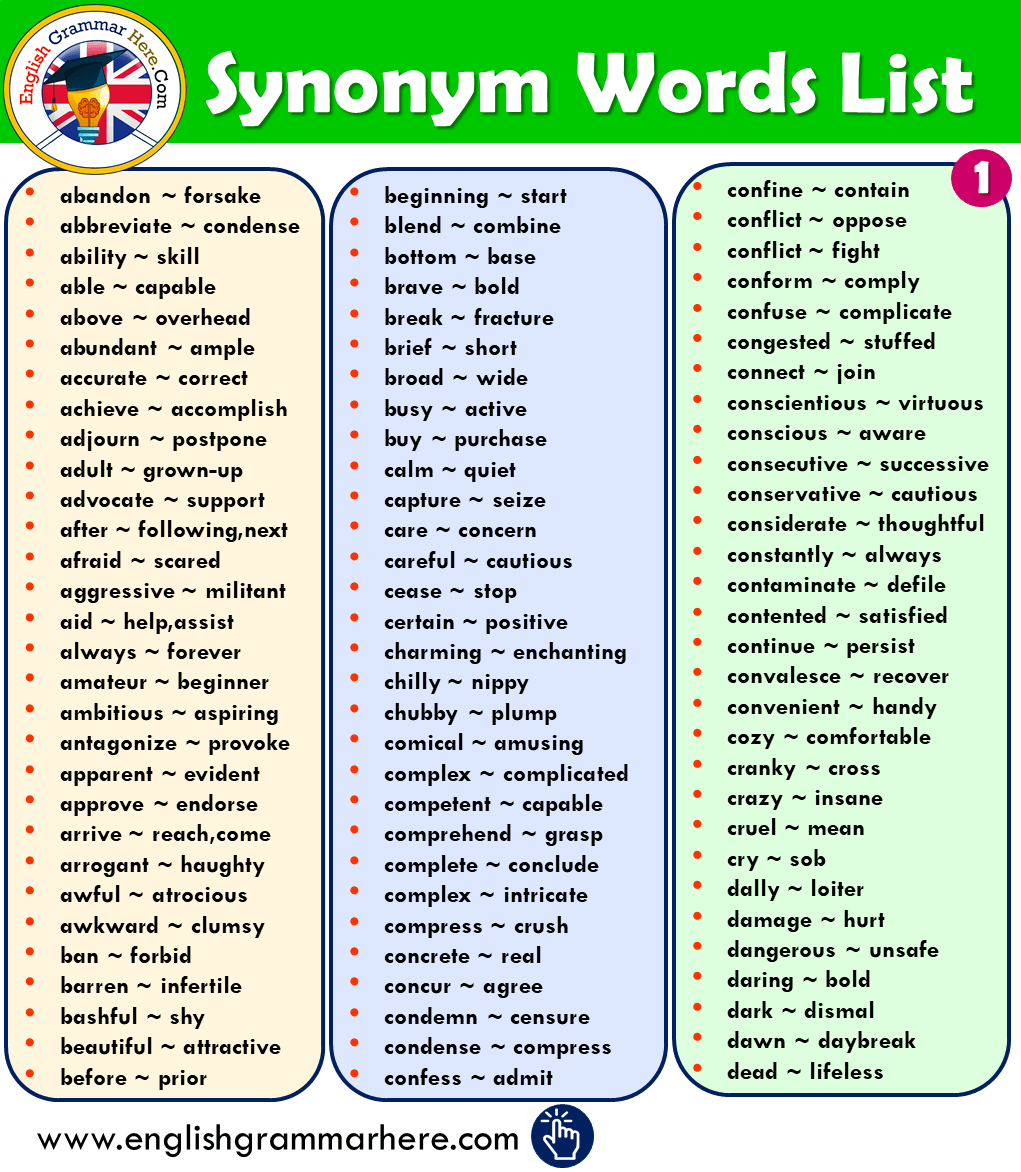 English Grammar Here.Com
Synonym Words List
1
• abandon ~ forsake
• abbreviate ~ condense
• ability ~ skill
• able ~ capable
• above ~ overhead
• abundant ~ ample
• accurate ~ correct
• achieve ~ accomplish
• adjourn ~ postpone
• adult ~ grown-up
• advocate ~ support
• after ~ following,next
• afraid ~ scared
• aggressive ~ militant
• aid ~ help,assist
• always ~ forever
• amateur ~ beginner
• ambitious ~ aspiring
• antagonize ~ provoke
• apparent ~ evident
• approve ~ endorse
• arrive ~ reach,come
• arrogant ~ haughty
• awful ~ atrocious
• awkward ~ clumsy
• ban ~ forbid
• barren ~ infertile
• bashful ~ shy
• beautiful ~ attractive
• before ~ prior
• beginning ~ start
• blend ~ combine
• bottom ~ base
• brave ~ bold
• break ~ fracture
• brief ~ short
• broad ~ wide
• busy ~ active
• buy ~ purchase
• calm ~ quiet
• capture ~ seize
• care ~ concern
• careful ~ cautious
• cease ~ stop
• certain ~ positive
• charming ~ enchanting
• chilly ~ nippy
• chubby ~ plump
• comical ~ amusing
• complex ~ complicated
• competent ~ capable
• comprehend ~ grasp
• complete ~ conclude
• complex ~ intricate
• compress ~ crush
• concrete ~ real
• concur ~ agree
• condemn ~ censure
• condense ~ compress
• confess ~ admit
• confine ~ contain
• conflict ~ oppose
• conflict ~ fight
• conform ~ comply
• confuse ~ complicate
• congested ~ stuffed
• connect ~ join
• conscientious ~ virtuous
• conscious ~ aware
• consecutive ~ successive
• conservative ~ cautious
• considerate ~ thoughtful
• constantly ~ always
• contaminate ~ defile
• contented ~ satisfied
• continue ~ persist
• convalesce ~ recover
• convenient ~ handy
• cozy ~ comfortable
• cranky ~ cross
• crazy ~ insane
• cruel ~ mean
• cry ~ sob
• dally ~ loiter
• damage ~ hurt
• dangerous ~ unsafe
• daring ~ bold
• dark ~ dismal
• dawn ~ daybreak
• dead ~ lifeless
www.englishgrammarhere.com